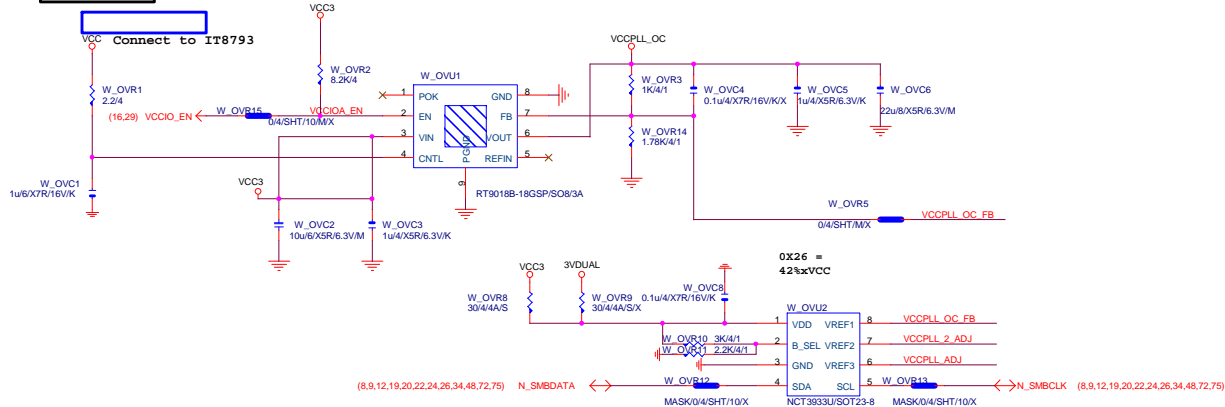 VCC
Connect to IT8793
VCC3
VCCPLL_OC
W_OVR1
2.2/4
W_OVR2
8.2K/4
W_OVU1
W_OVR3
1K/4/1
W_OVC4
0.1u/4/X7R/16V/K/X
W_OVC5
1u/4/X5R/6.3V/K
W_OVC6
22u/8/X5R/6.3V/M
1 POK GND 8
(16,29) VCCIO_EN W_OVR15 VCCIOA_EN 2 EN FB 7
0/4/SHT/10/M/X
3 VIN VOUT 6
4 CNTL REFIN 5
PGND
9
W_OVR14
1.78K/4/1
RT9018B-18GSP/SO8/3A
W_OVC1
1u/6/X7R/16V/K
VCC3
W_OVC2
10u/6/X5R/6.3V/M
W_OVC3
1u/4/X5R/6.3V/K
W_OVR5
0/4/SHT/M/X
VCCPLL_OC_FB
0X26 =
42%xVCC
VCC3
3VDUAL
W_OVR8
30/4/4A/S
W_OVR9
30/4/4A/S/X
W_OVC8
0.1u/4/X7R/16V/K
W_OVU2
1 VDD VREF1 8 VCCPLL_OC_FB
W_OVR10 3K/4/1
2 B_SEL VREF2 7 VCCPLL_2_ADJ
W_OVR11 2.2K/4/1
3 GND VREF3 6 VCCPLL_ADJ
(8,9,12,19,20,22,24,26,34,48,72,75) N_SMBDATA W_OVR12 4 SDA SCL 5 W_OVR13 N_SMBCLK (8,9,12,19,20,22,24,26,34,48,72,75)
MASK/0/4/SHT/10/X
NCT3933U/SOT23-8
MASK/0/4/SHT/10/X